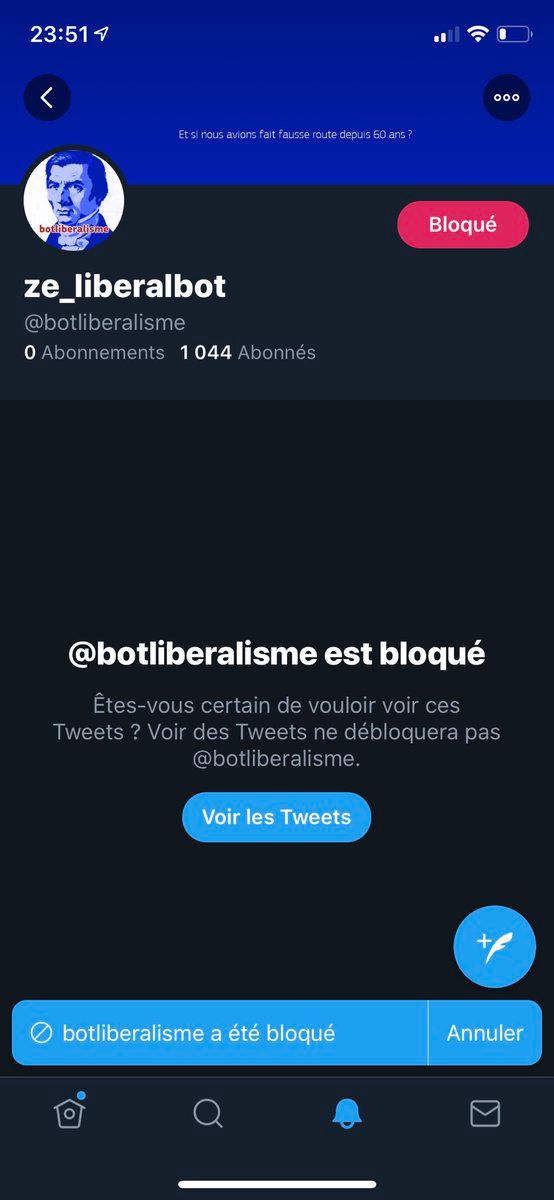 23:51
Et si nous avions fait fausse route depuis 60 ans ?
botliberalisme
Bloqué
ze_liberalbot
@botliberalisme
0 Abonnements 1 044 Abonnés
@botliberalisme est bloqué
Êtes-vous certain de vouloir voir ces
Tweets ? Voir des Tweets ne débloquera pas
@botliberalisme.
Voir les Tweets
botliberalisme a été bloqué
Annuler